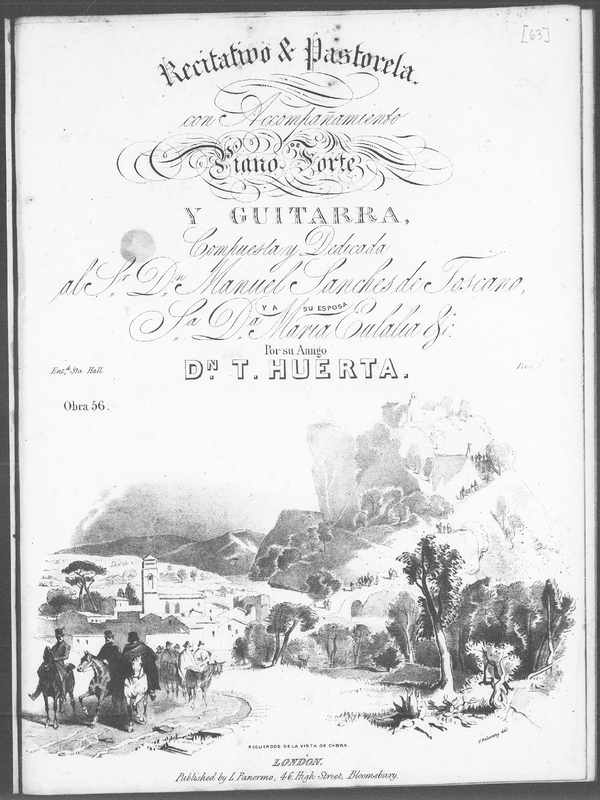 [63]
Recitativo & Pastorela.
con Accompañamiento
de
Piano Forte
Y GUITARRA,
Compuesta y Dedicada
al Sr. Dn. Manuel Sanches de Toscano,
Y A SU ESPOSA
Sa. Da. Maria Eulalia &c.
Por su Amigo
DN. T. HUERTA.
Entd. Sta. Hall.
Obra 56.
RECUERDOS DE LA VISTA DE CABRA.
LONDON.
Published by L. Panormo, 46, High Street, Bloomsbury.